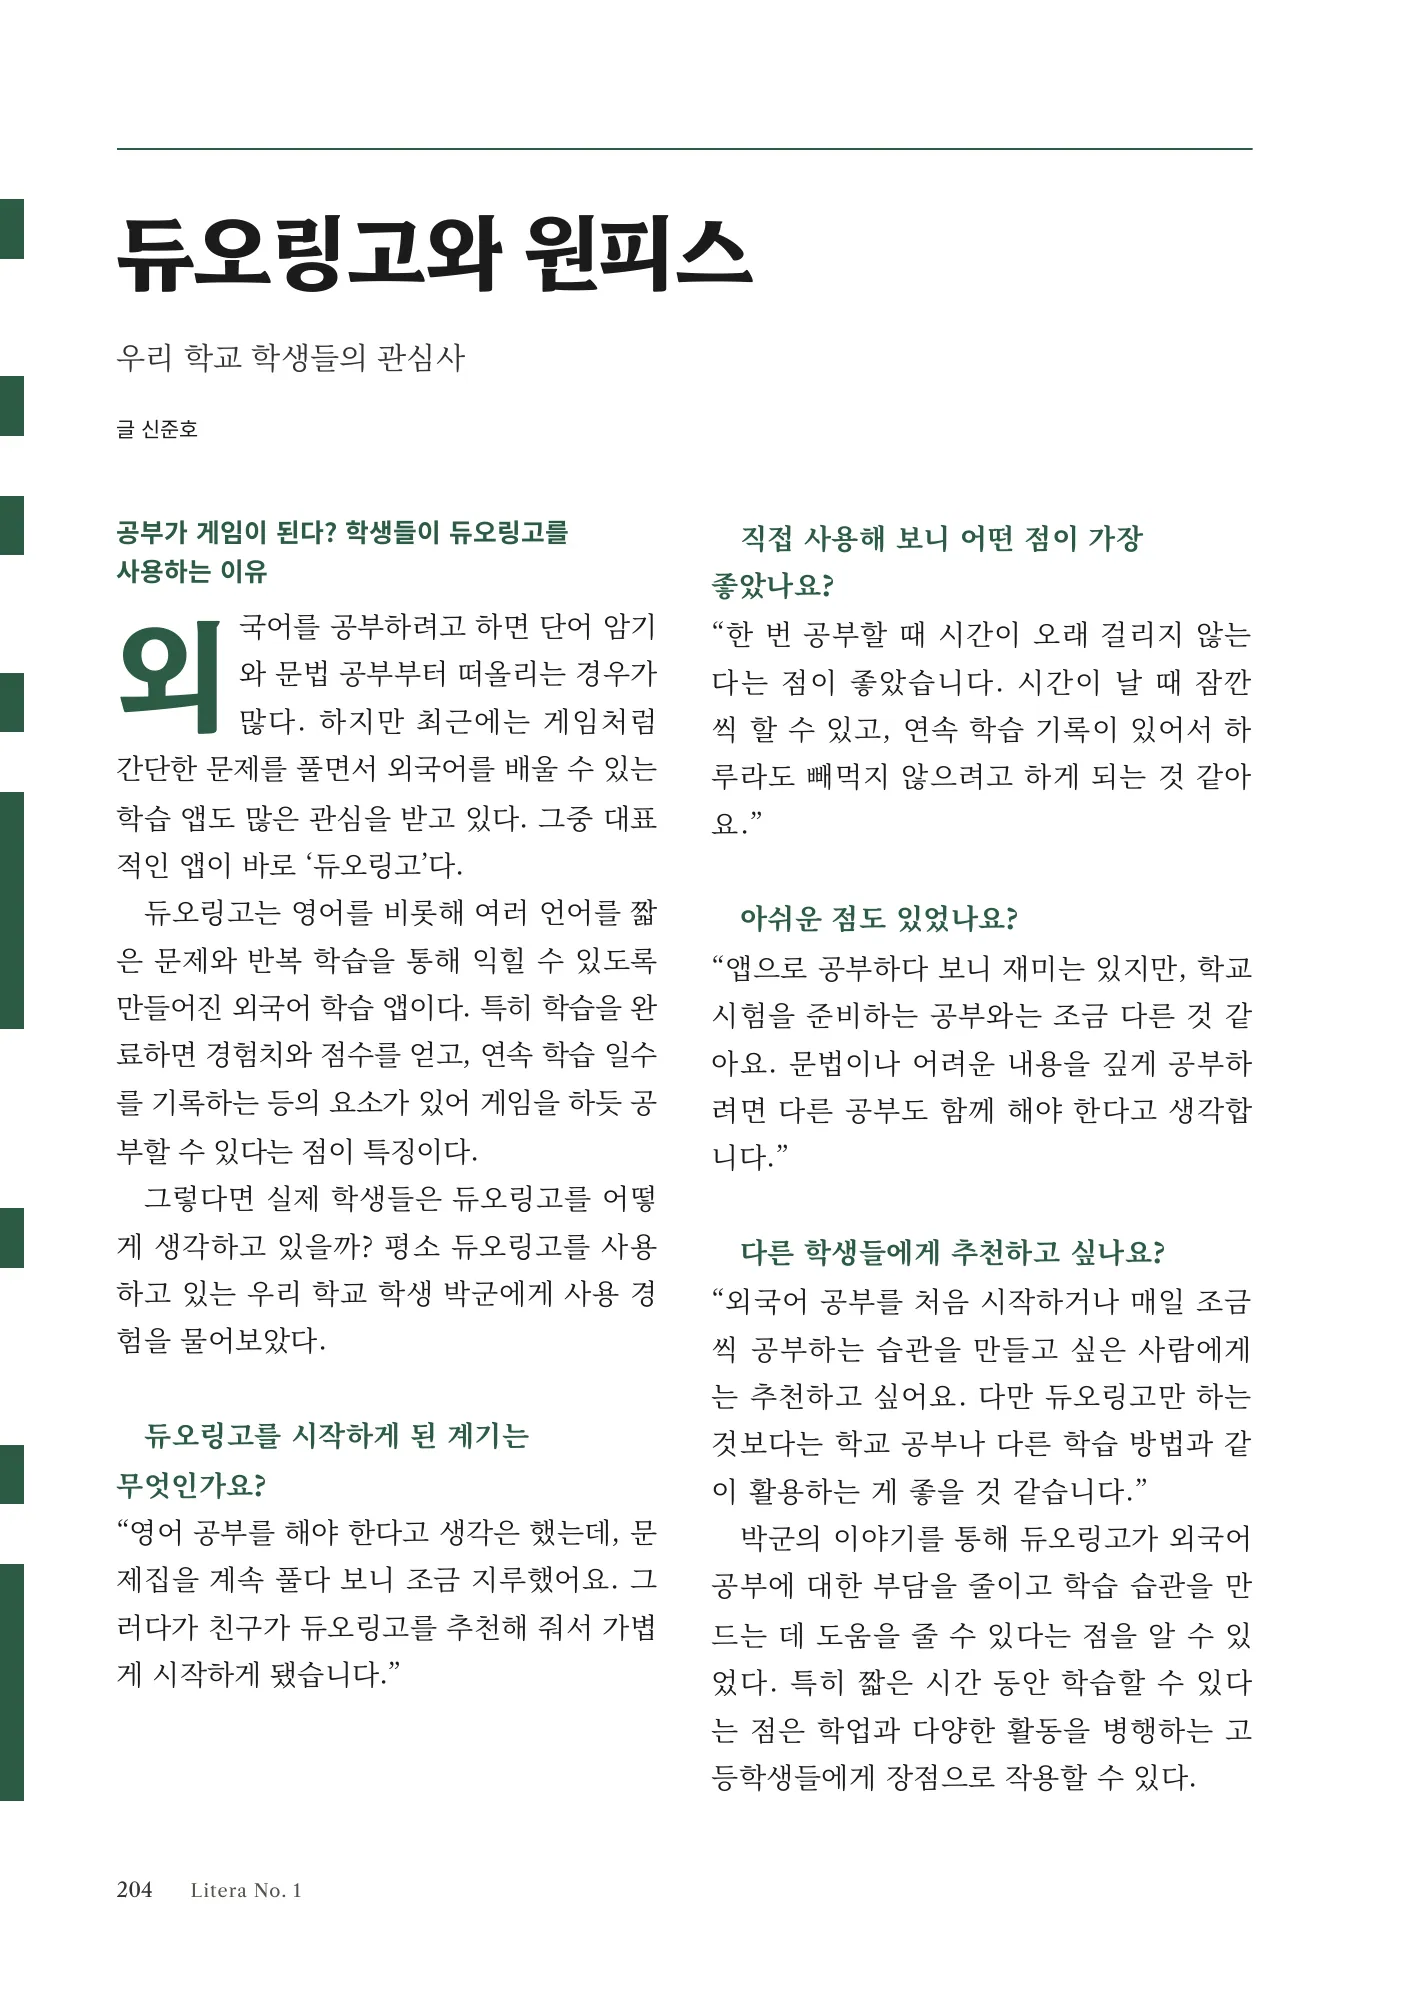 듀오링고와 원피스
우리 학교 학생들의 관심사
글 신준호
공부가 게임이 된다? 학생들이 듀오링고를
사용하는 이유
외국어를 공부하려고 하면 단어 암기
와 문법 공부부터 떠올리는 경우가
많다. 하지만 최근에는 게임처럼
간단한 문제를 풀면서 외국어를 배울 수 있는
학습 앱도 많은 관심을 받고 있다. 그중 대표
적인 앱이 바로 ‘듀오링고’다.
듀오링고는 영어를 비롯해 여러 언어를 짧
은 문제와 반복 학습을 통해 익힐 수 있도록
만들어진 외국어 학습 앱이다. 특히 학습을 완
료하면 경험치와 점수를 얻고, 연속 학습 일수
를 기록하는 등의 요소가 있어 게임을 하듯 공
부할 수 있다는 점이 특징이다.
그렇다면 실제 학생들은 듀오링고를 어떻
게 생각하고 있을까? 평소 듀오링고를 사용
하고 있는 우리 학교 학생 박군에게 사용 경
험을 물어보았다.
듀오링고를 시작하게 된 계기는
무엇인가요?
“영어 공부를 해야 한다고 생각은 했는데, 문
제집을 계속 풀다 보니 조금 지루했어요. 그
러다가 친구가 듀오링고를 추천해 줘서 가볍
게 시작하게 됐습니다.”
직접 사용해 보니 어떤 점이 가장
좋았나요?
“한 번 공부할 때 시간이 오래 걸리지 않는
다는 점이 좋았습니다. 시간이 날 때 잠깐
씩 할 수 있고, 연속 학습 기록이 있어서 하
루라도 빼먹지 않으려고 하게 되는 것 같아
요.”
아쉬운 점도 있었나요?
“앱으로 공부하다 보니 재미는 있지만, 학교
시험을 준비하는 공부와는 조금 다른 것 같
아요. 문법이나 어려운 내용을 깊게 공부하
려면 다른 공부도 함께 해야 한다고 생각합
니다.”
다른 학생들에게 추천하고 싶나요?
“외국어 공부를 처음 시작하거나 매일 조금
씩 공부하는 습관을 만들고 싶은 사람에게
는 추천하고 싶어요. 다만 듀오링고만 하는
것보다는 학교 공부나 다른 학습 방법과 같
이 활용하는 게 좋을 것 같습니다.”
박군의 이야기를 통해 듀오링고가 외국어
공부에 대한 부담을 줄이고 학습 습관을 만
드는 데 도움을 줄 수 있다는 점을 알 수 있
었다. 특히 짧은 시간 동안 학습할 수 있다
는 점은 학업과 다양한 활동을 병행하는 고
등학생들에게 장점으로 작용할 수 있다.
204 Litera No. 1